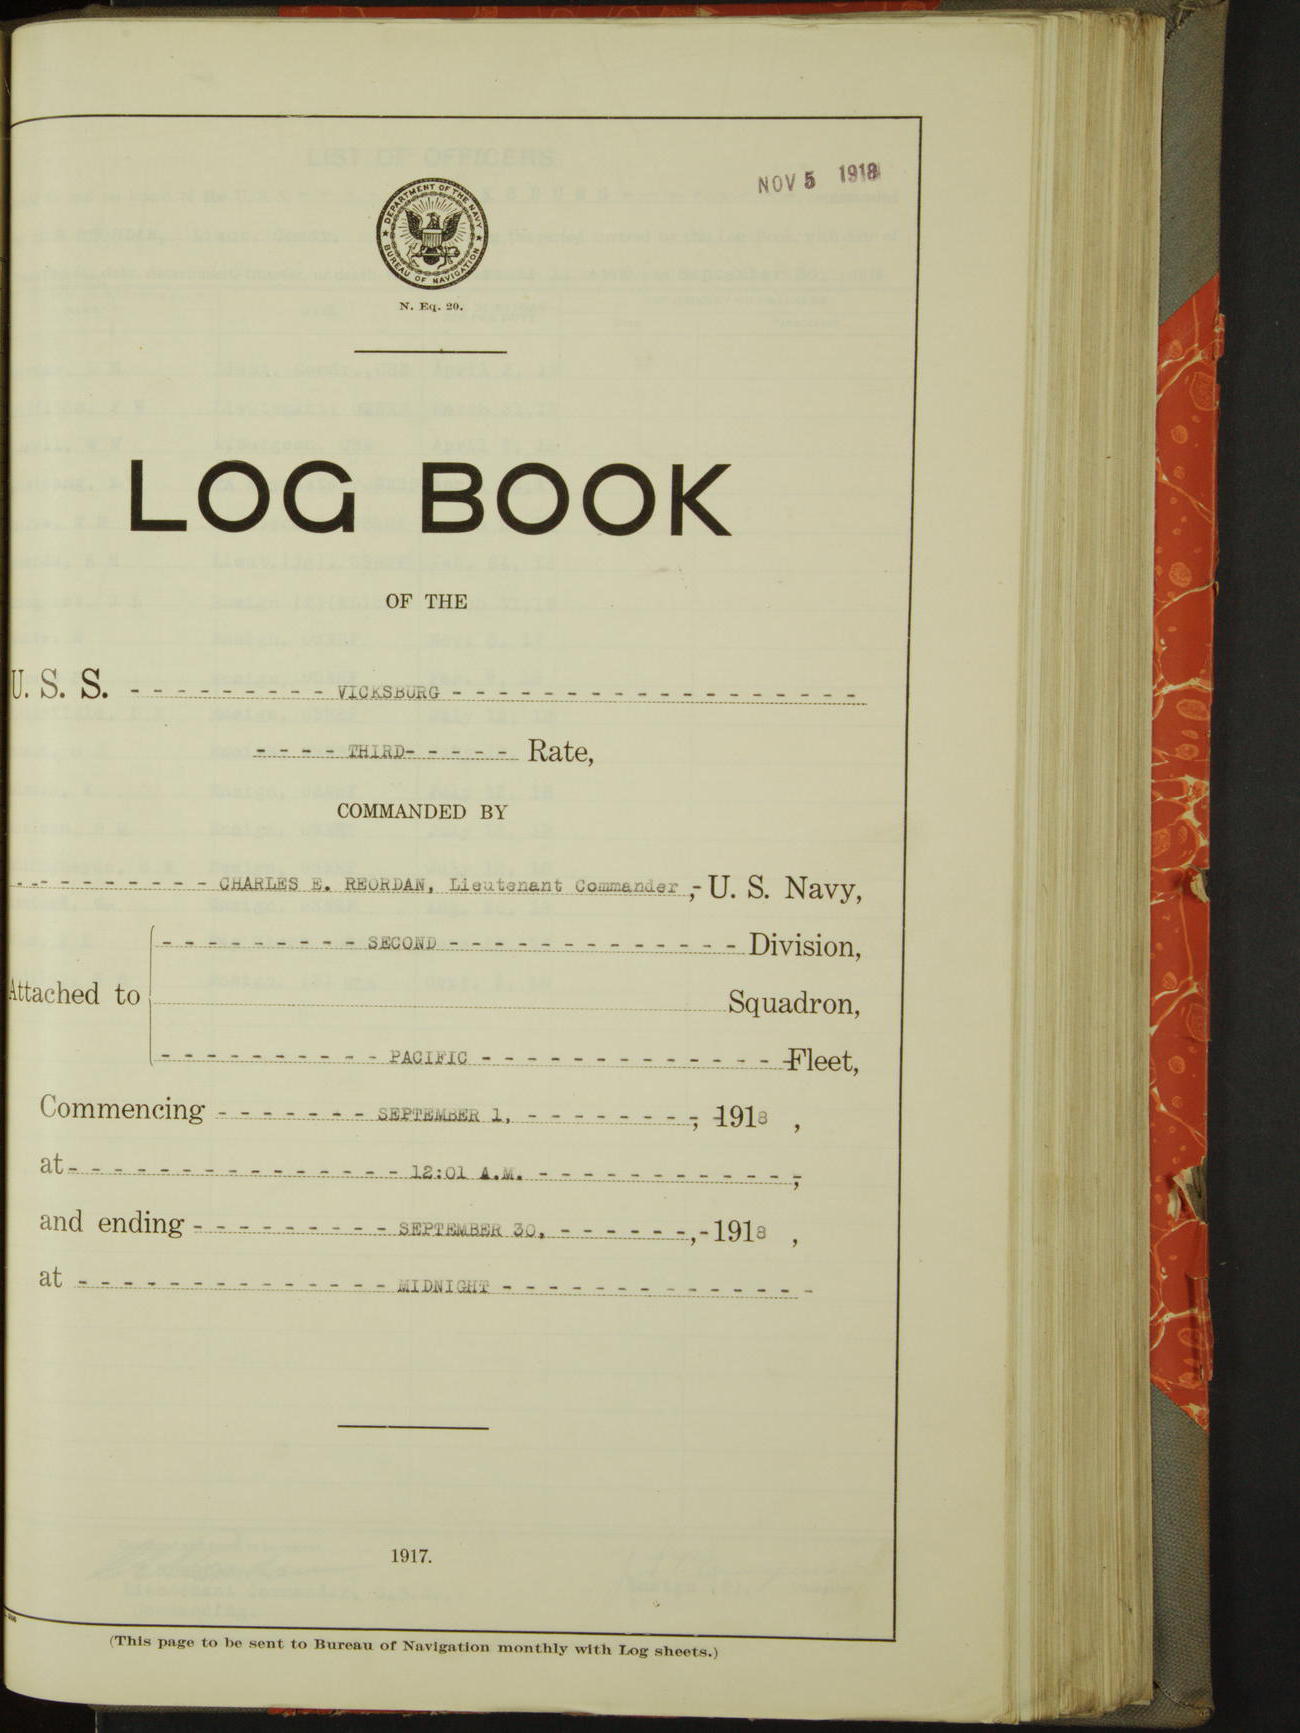 NOV 5 1918
DEPARTMENT OF THE NAVY
BUREAU OF NAVIGATION
N. Eq. 20.
LOG BOOK
OF THE
U. S. S. - - - - - - - - - VICKSBURG - - - - - - - - - - - - - - - - - -
- - - - THIRD- - - - - Rate,
COMMANDED BY
- - - - - - - - - CHARLES E. REORDAN, Lieutenant Commander ,- U. S. Navy,
- - - - - - - - - SECOND - - - - - - - - - - - - - Division,
Attached to
Squadron,
- - - - - - - - - - PACIFIC - - - - - - - - - - - - - - Fleet,
Commencing - - - - - - - SEPTEMBER 1, - - - - - - - -, 1918 ,
at - - - - - - - - - - - - - - - 12:01 A.M. - - - - - - - - - - - -,
and ending - - - - - - - - - SEPTEMBER 30, - - - - - -,- 1918 ,
at - - - - - - - - - - - - - - MIDNIGHT - - - - - - - - - - - - - -
1917.
(This page to be sent to Bureau of Navigation monthly with Log sheets.)